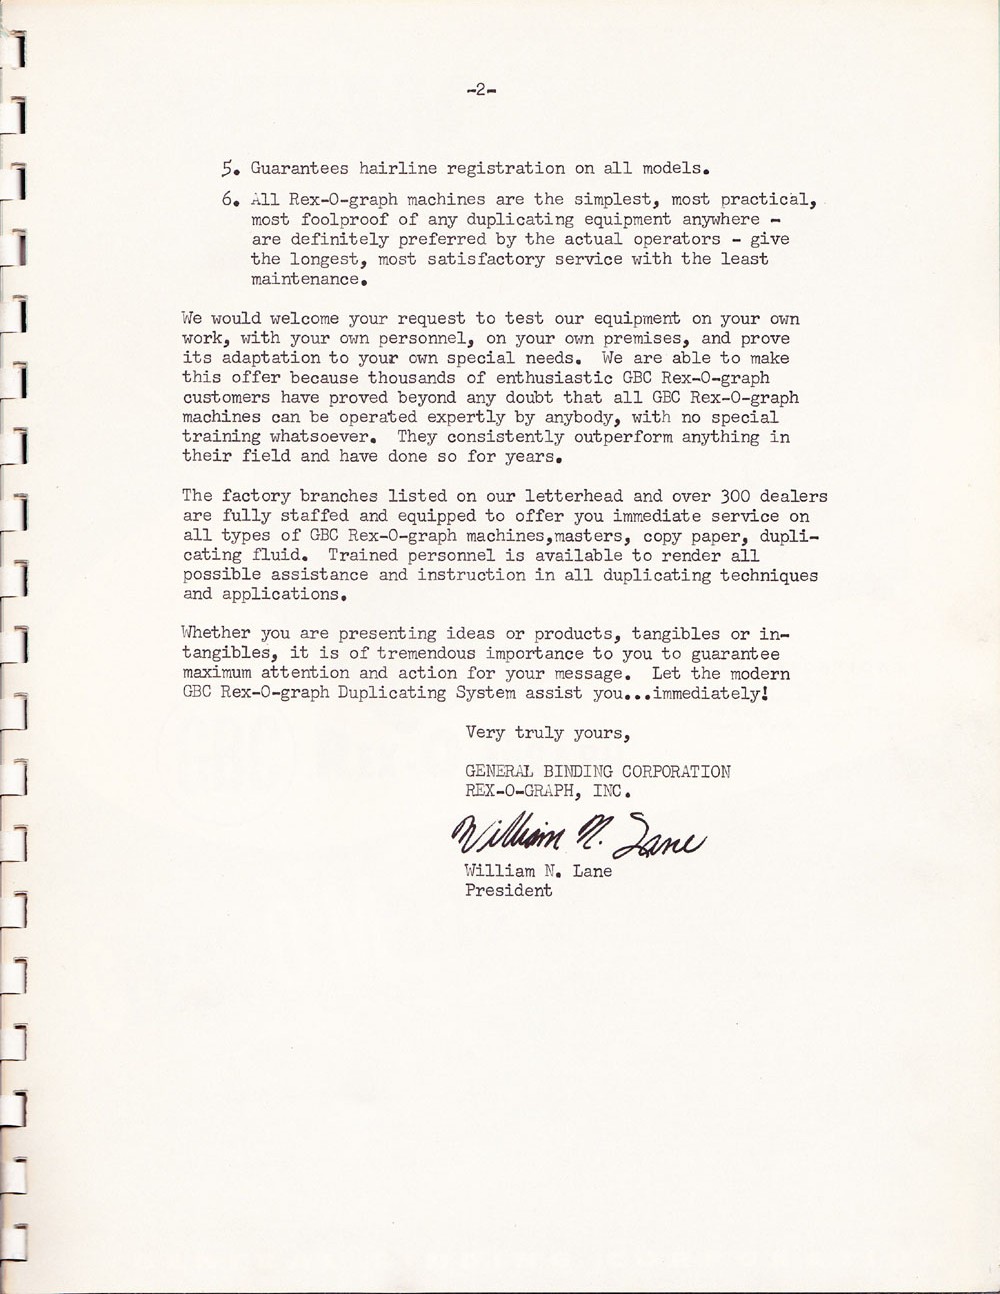 -2-
5. Guarantees hairline registration on all models.
6. All Rex-O-graph machines are the simplest, most practical,
most foolproof of any duplicating equipment anywhere -
are definitely preferred by the actual operators - give
the longest, most satisfactory service with the least
maintenance.
We would welcome your request to test our equipment on your own
work, with your own personnel, on your own premises, and prove
its adaptation to your own special needs.  We are able to make
this offer because thousands of enthusiastic GBC Rex-O-graph
customers have proved beyond any doubt that all GBC Rex-O-graph
machines can be operated expertly by anybody, with no special
training whatsoever.  They consistently outperform anything in
their field and have done so for years.
The factory branches listed on our letterhead and over 300 dealers
are fully staffed and equipped to offer you immediate service on
all types of GBC Rex-O-graph machines,masters, copy paper, dupli-
cating fluid.  Trained personnel is available to render all
possible assistance and instruction in all duplicating techniques
and applications.
Whether you are presenting ideas or products, tangibles or in-
tangibles, it is of tremendous importance to you to guarantee
maximum attention and action for your message.  Let the modern
GBC Rex-O-graph Duplicating System assist you...immediately!
Very truly yours,
GENERAL BINDING CORPORATION
REX-O-GRAPH, INC.
William N. Lane
William N. Lane
President